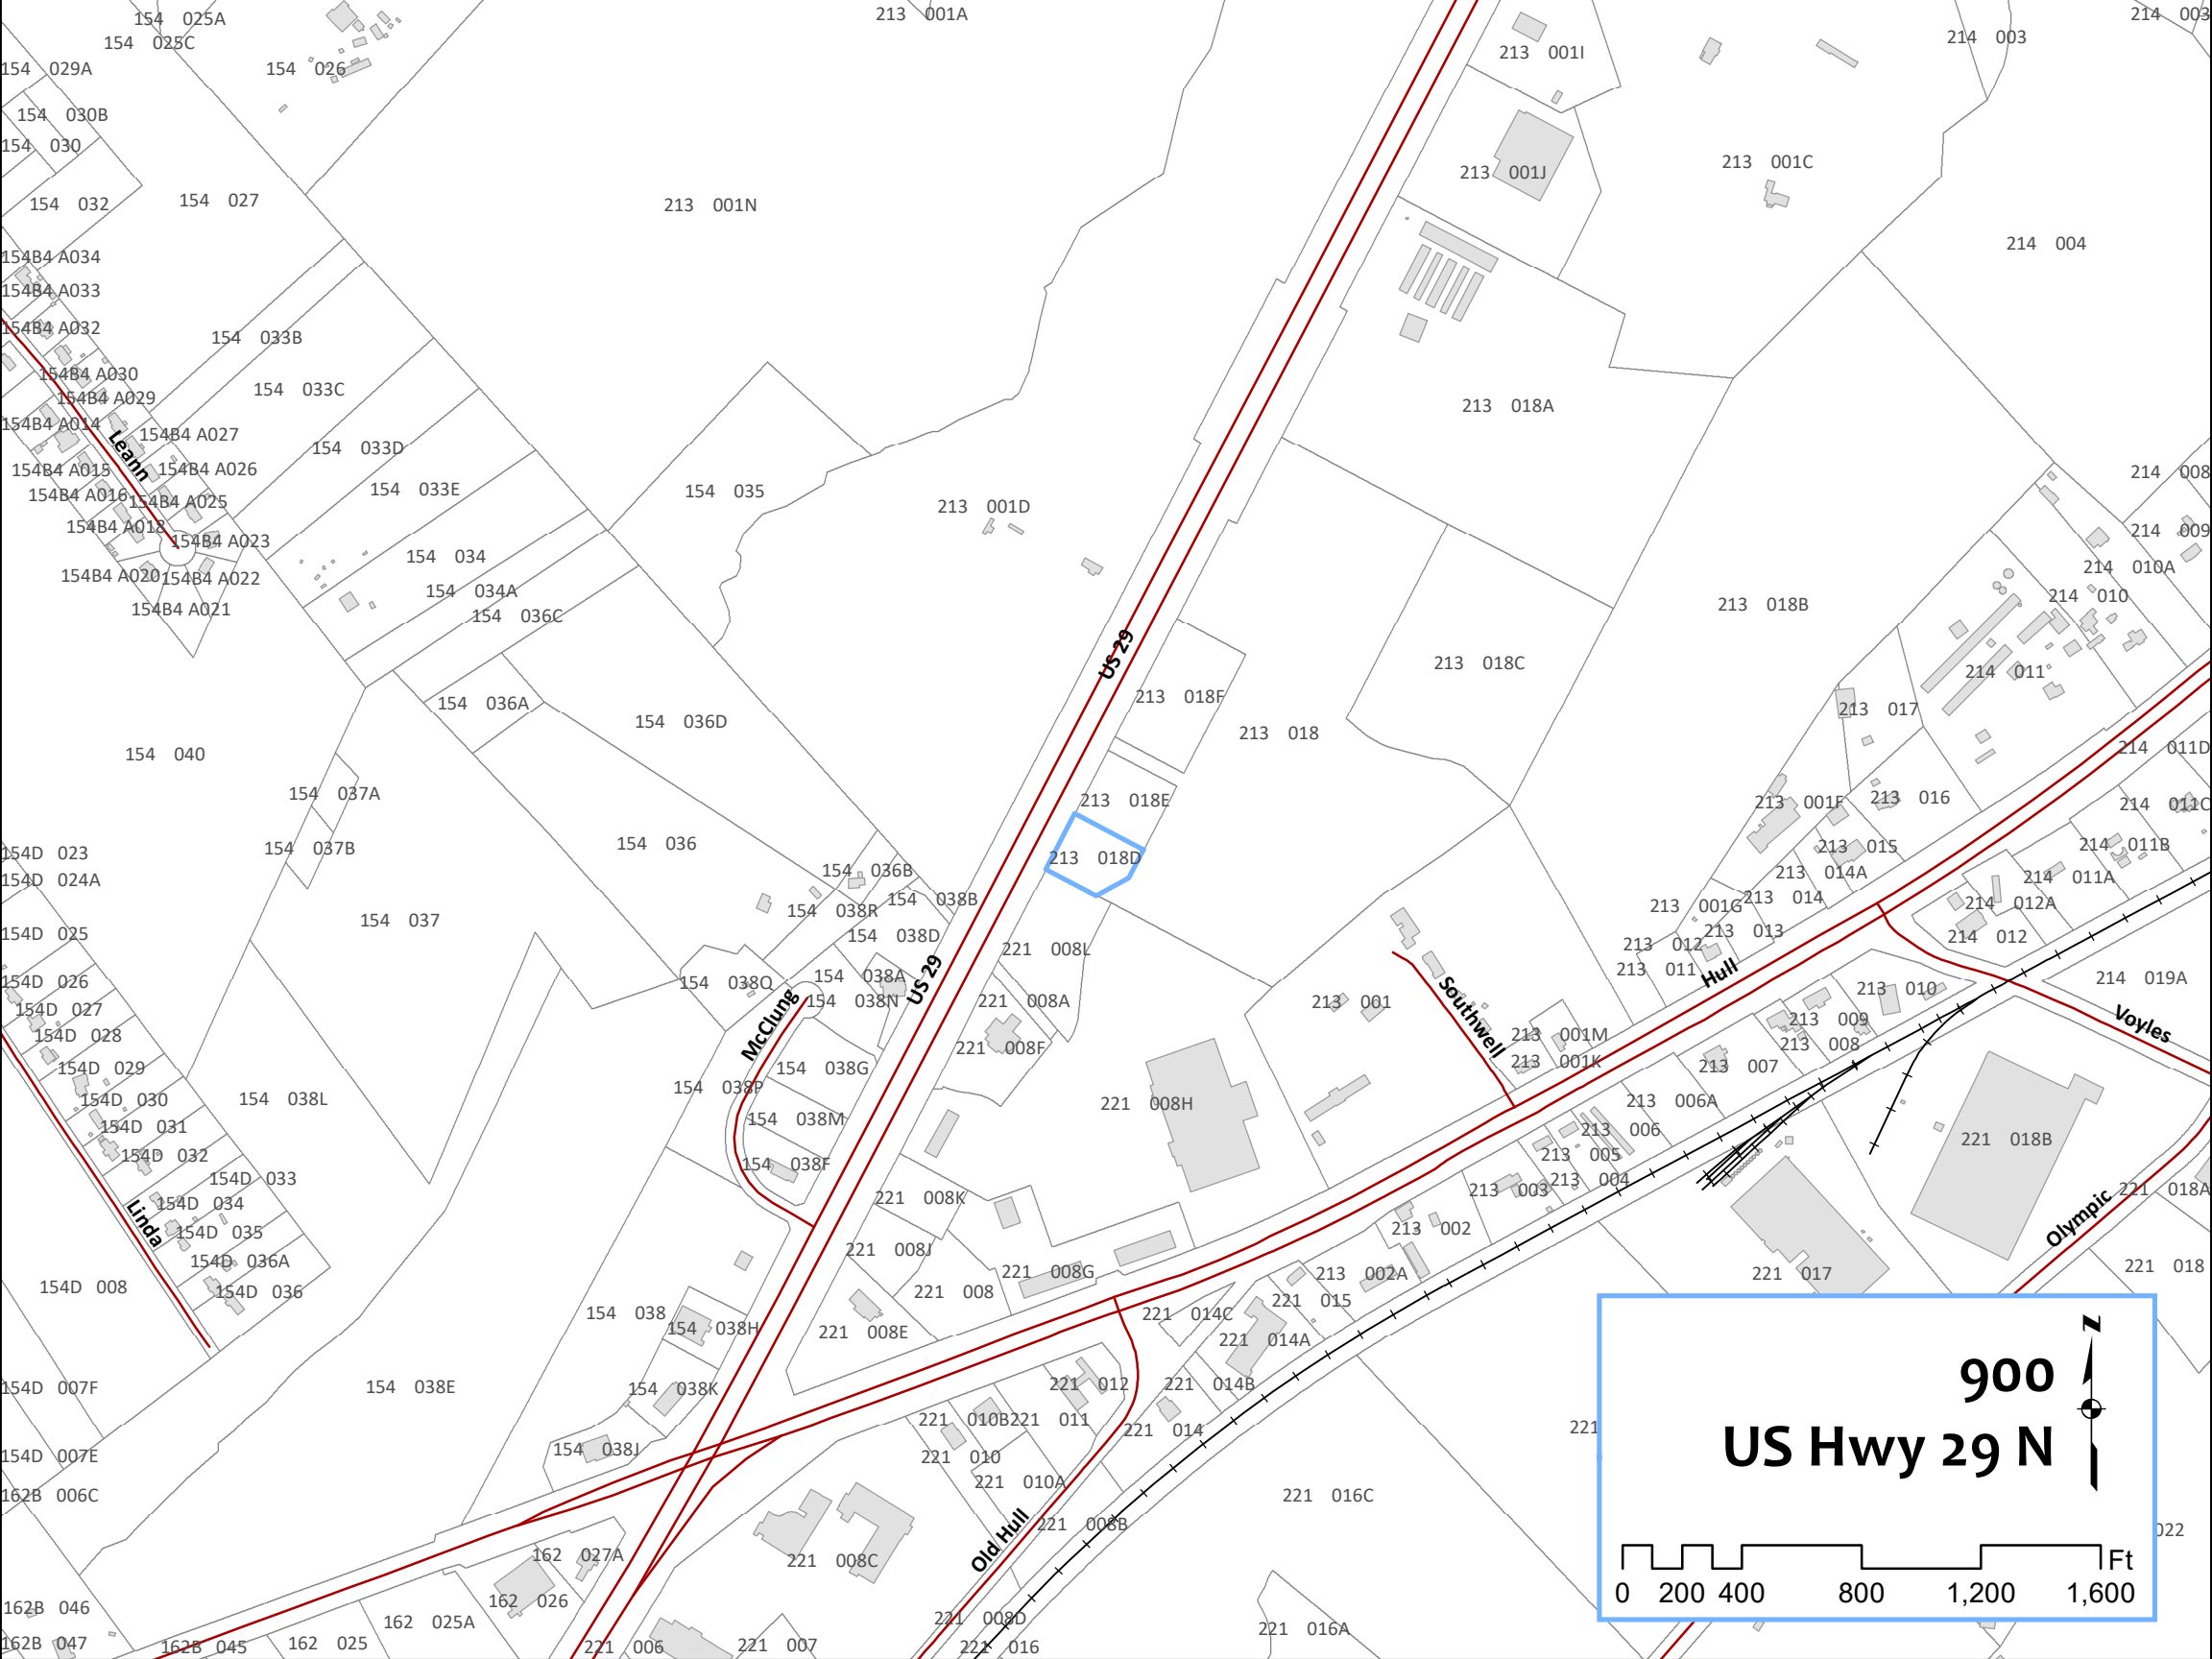 154 025A
213 001A
214 003
154 025C
214 003
213 001I
154 029A
154 026
154 030B
154 030
213 001J
213 001C
154 032
154 027
213 001N
214 004
154B4 A034
154B4 A033
154B4 A032
154 033B
154B4 A030
154 033C
154B4 A029
213 018A
154B4 A014
154B4 A027
Leann
154 033D
154B4 A015
154B4 A026
214 008
154B4 A016
154B4 A025
154 033E
154 035
213 001D
154B4 A018
154B4 A023
214 009
154 034
214 010A
154B4 A020
154B4 A022
154 034A
214 010
154B4 A021
154 036C
213 018B
US 29
213 018C
214 011
213 018F
154 036A
213 017
154 036D
213 018
154 040
214 011D
154 037A
213 018E
213 001F
213 016
214 011C
154 037B
154 036
213 015
214 011B
154D 023
213 018D
154D 024A
154 036B
213 014A
214 011A
154 038B
213 014
214 012A
154 037
154 038R
213 001G
154D 025
154 038D
213 013
214 012
221 008L
213 012
213 011
Hull
154D 026
154 038Q
154 038A
US 29
214 019A
154 038N
221 008A
213 001
Southwell
213 010
154D 027
McClung
213 009
Voyles
154D 028
221 008F
213 001M
213 008
154D 029
154 038G
213 001K
213 007
154 038P
154D 030
154 038L
221 008H
213 006A
154D 031
154 038M
213 006
221 018B
154D 032
154 038F
213 005
154D 033
213 004
213 003
221 018A
154D 034
221 008K
Linda
154D 035
213 002
Olympic
154D 036A
221 008J
221 008G
213 002A
221 017
221 018
154D 008
154D 036
221 008
221 015
154 038
221 014C
154 038H
221 008E
221 014A
154D 007F
154 038E
154 038K
221 012
221 014B
900
US Hwy 29 N
221 010B
221 011
221 014
221
154 038J
154D 007E
221 010
162B 006C
221 010A
221 016C
Old Hull
221 008B
022
162 027A
221 008C
Ft
0 200 400 800 1,200 1,600
162B 046
162 026
162 025A
221 008D
221 016A
162B 047
162B 045
162 025
221 006
221 007
221 016